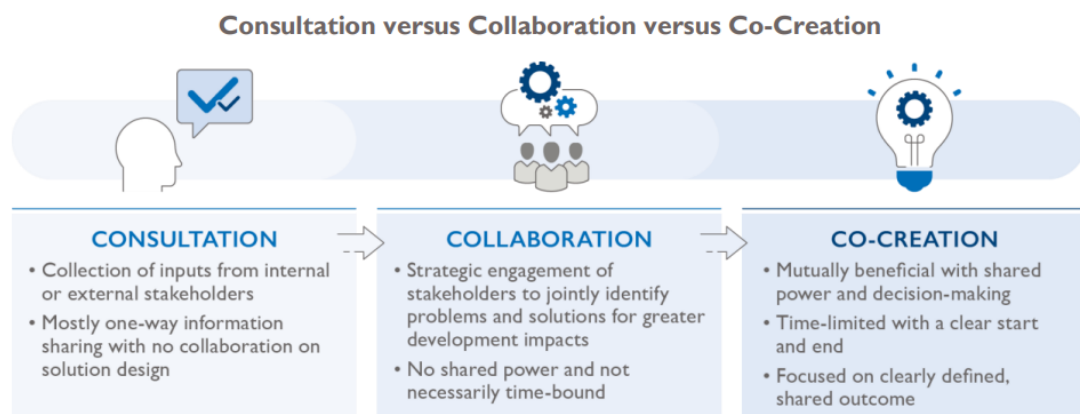 Consultation versus Collaboration versus Co-Creation
CONSULTATION
• Collection of inputs from internal
or external stakeholders
• Mostly one-way information
sharing with no collaboration on
solution design
COLLABORATION
• Strategic engagement of
stakeholders to jointly identify
problems and solutions for greater
development impacts
• No shared power and not
necessarily time-bound
CO-CREATION
• Mutually beneficial with shared
power and decision-making
• Time-limited with a clear start
and end
• Focused on clearly defined,
shared outcome